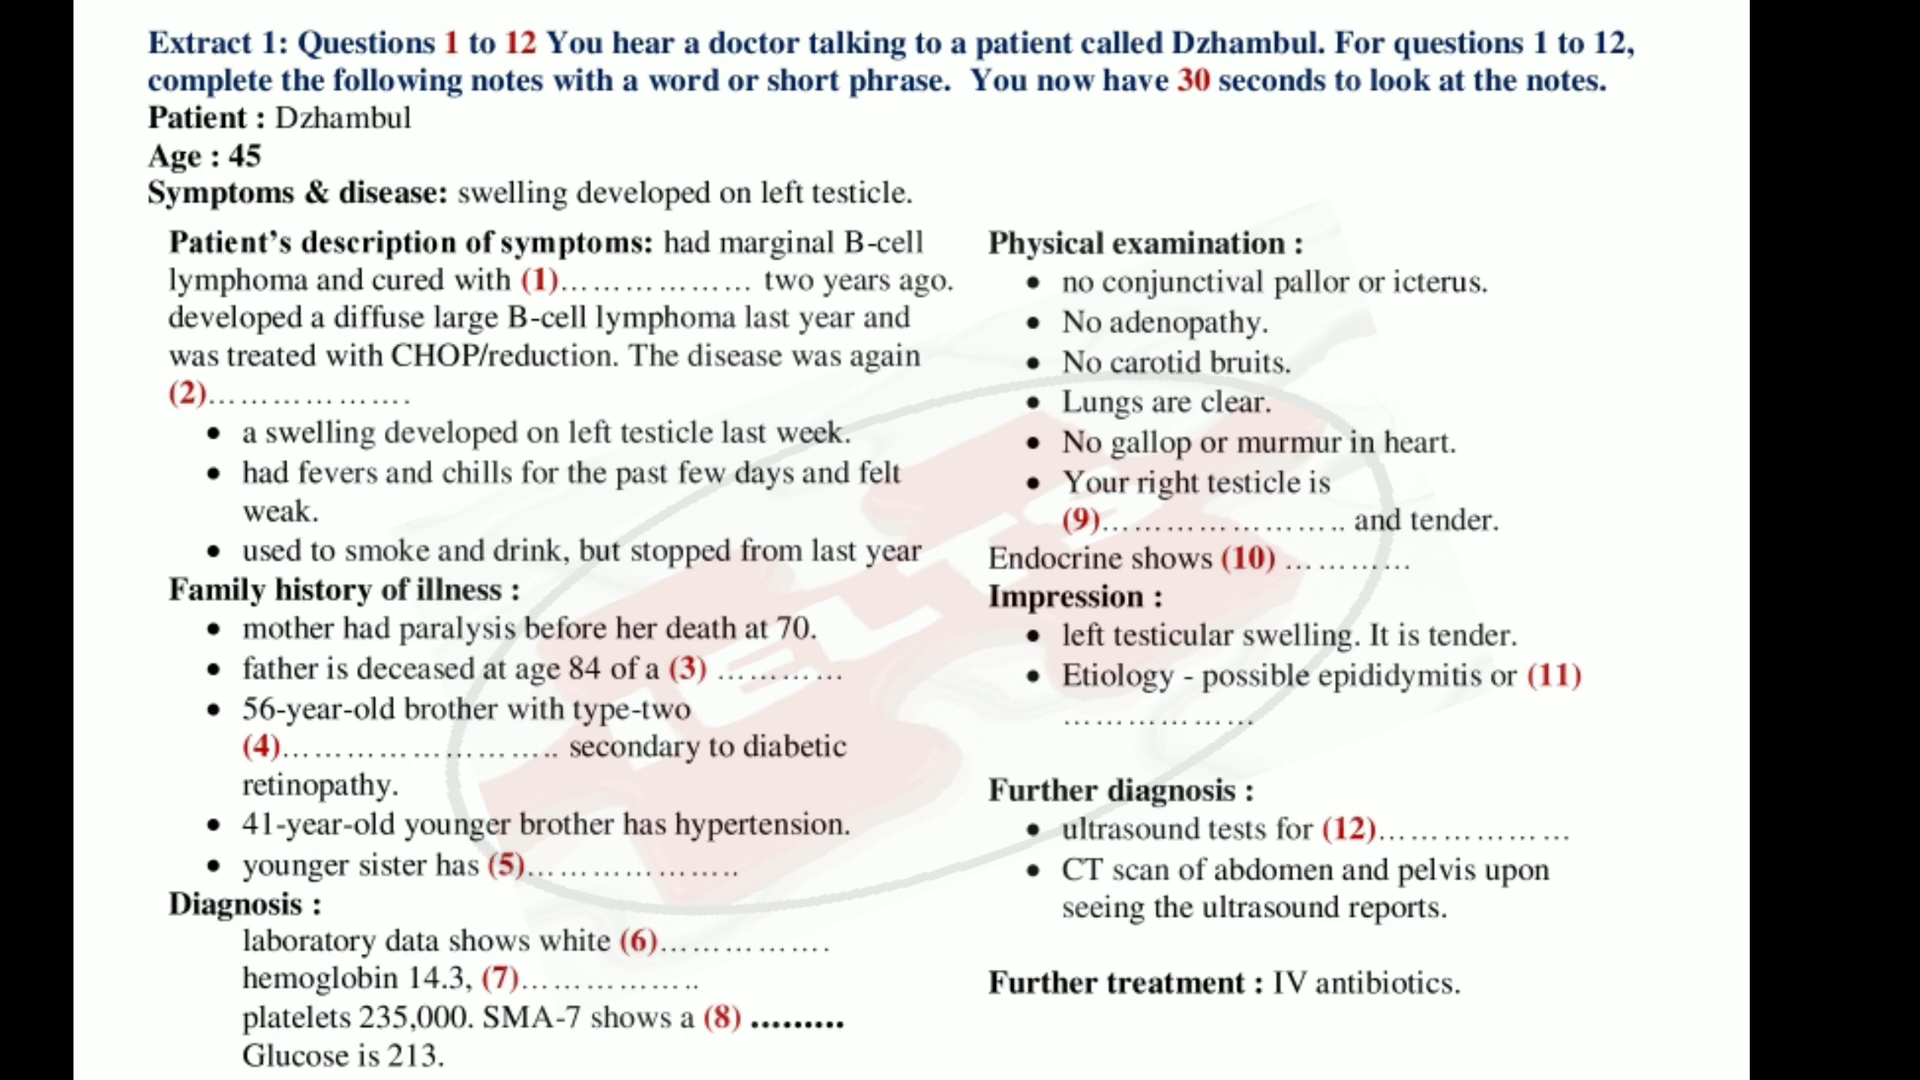 Extract 1: Questions 1 to 12 You hear a doctor talking to a patient called Dzhambul. For questions 1 to 12,
complete the following notes with a word or short phrase. You now have 30 seconds to look at the notes.
Patient : Dzhambul
Age : 45
Symptoms & disease: swelling developed on left testicle.
Patient's description of symptoms: had marginal B-cell
lymphoma and cured with (1)……………… two years ago.
developed a diffuse large B-cell lymphoma last year and
was treated with CHOP/reduction. The disease was again
(2)……………….
• a swelling developed on left testicle last week.
• had fevers and chills for the past few days and felt
weak.
• used to smoke and drink, but stopped from last year
Family history of illness :
• mother had paralysis before her death at 70.
• father is deceased at age 84 of a (3) …………
• 56-year-old brother with type-two
(4)…………………….. secondary to diabetic
retinopathy.
• 41-year-old younger brother has hypertension.
• younger sister has (5)………………..
Diagnosis :
laboratory data shows white (6)…………….
hemoglobin 14.3, (7)……………..
platelets 235,000. SMA-7 shows a (8) .........
Glucose is 213.
Physical examination :
• no conjunctival pallor or icterus.
• No adenopathy.
• No carotid bruits.
• Lungs are clear.
• No gallop or murmur in heart.
• Your right testicle is
(9)………………….. and tender.
Endocrine shows (10) …………
Impression :
• left testicular swelling. It is tender.
• Etiology - possible epididymitis or (11)
………………
Further diagnosis :
• ultrasound tests for (12)………………
• CT scan of abdomen and pelvis upon
seeing the ultrasound reports.
Further treatment : IV antibiotics.